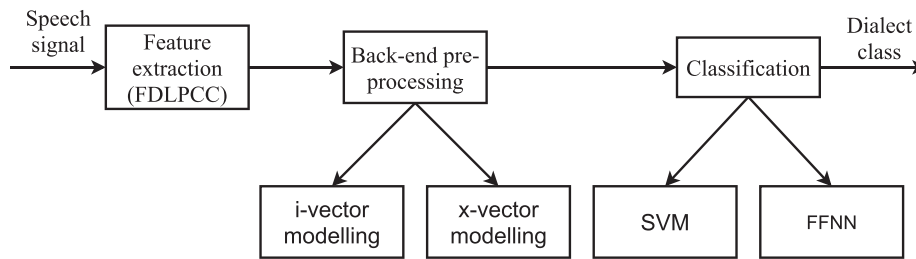 Speech
signal
Feature
extraction
(FDLPCC)
Back-end pre-
processing
Classification
Dialect
class
i-vector
modelling
x-vector
modelling
SVM
FFNN